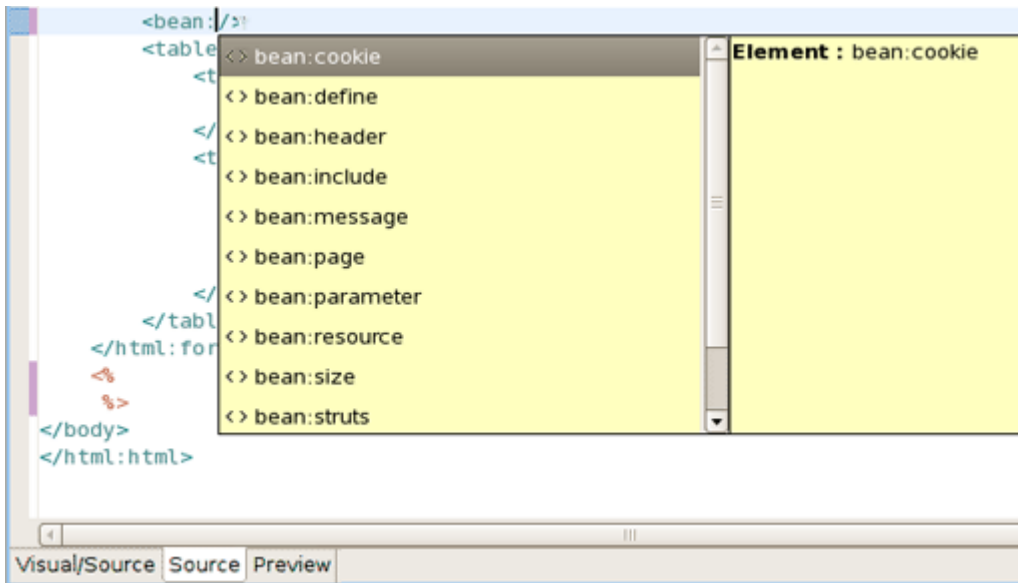 <bean:/>
<table
<> bean:cookie
Element : bean:cookie
<t
<> bean:define
</
<> bean:header
<t
<> bean:include
<> bean:message
<> bean:page
</
<> bean:parameter
</tabl
<> bean:resource
</html:for
<%
<> bean:size
%>
<> bean:struts
</body>
</html:html>
Visual/Source Source Preview